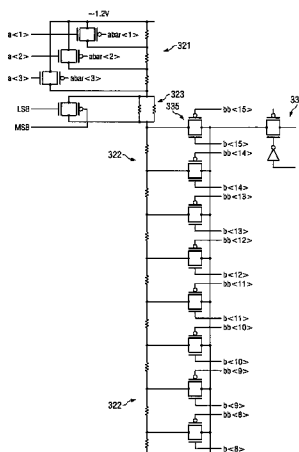 ~1.2V
a<1>
abar<1>
321
a<2>
abar<2>
a<3>
abar<3>
323
LSB
MSB
335
bb<15>
33
322
b<15>
bb<14>
b<14>
bb<13>
b<13>
bb<12>
b<12>
bb<11>
b<11>
bb<10>
b<10>
bb<9>
322
b<9>
bb<8>
b<8>